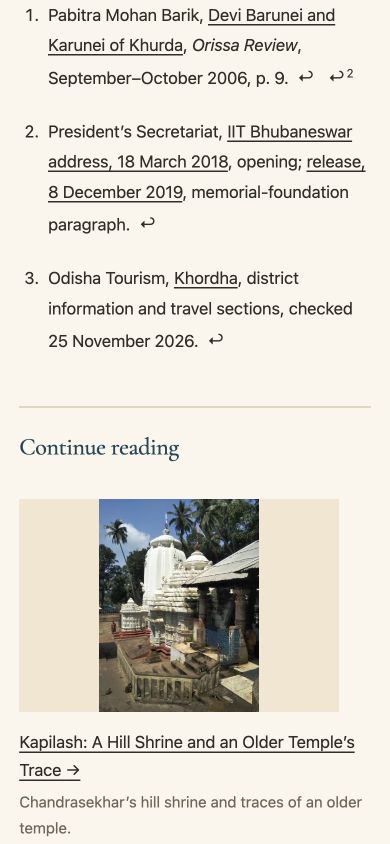 1. Pabitra Mohan Barik, Devi Barunei and
Karunei of Khurda, Orissa Review,
September–October 2006, p. 9. ↩ ↩2
2. President’s Secretariat, IIT Bhubaneswar
address, 18 March 2018, opening; release,
8 December 2019, memorial-foundation
paragraph. ↩
3. Odisha Tourism, Khordha, district
information and travel sections, checked
25 November 2026. ↩
Continue reading
Kapilash: A Hill Shrine and an Older Temple’s
Trace →
Chandrasekhar’s hill shrine and traces of an older
temple.